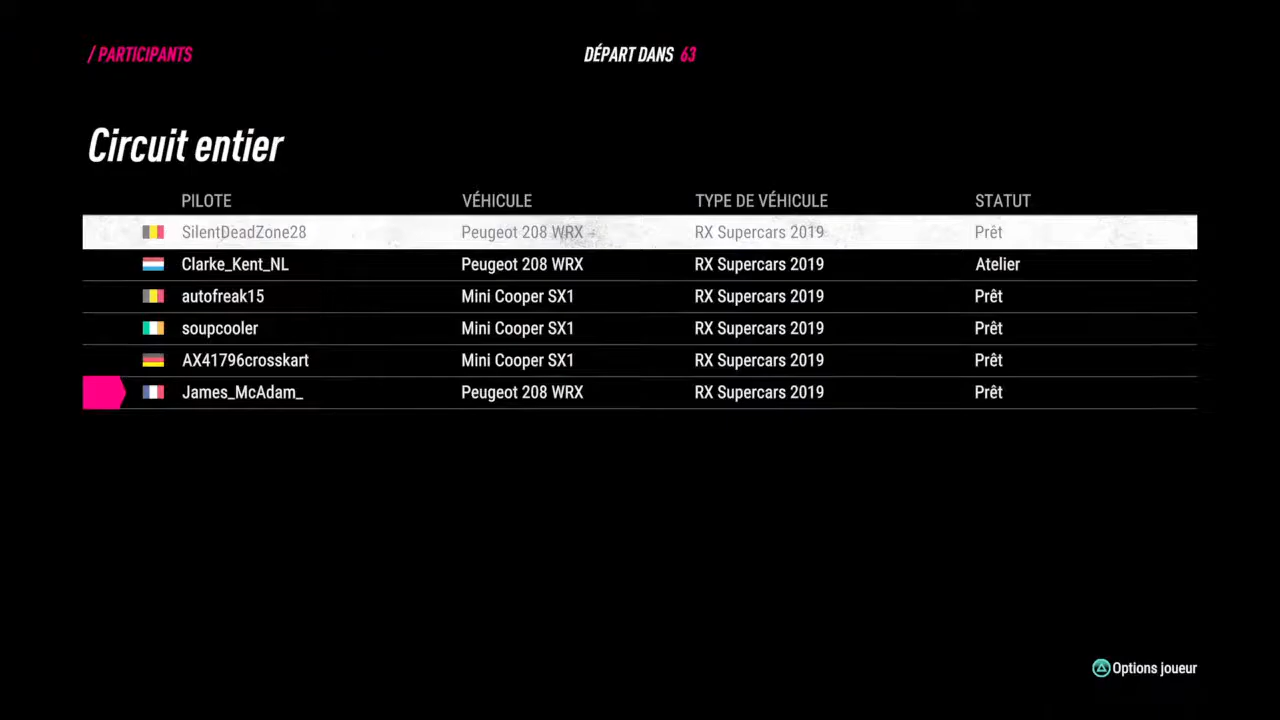 / PARTICIPANTS
DÉPART DANS 63
Circuit entier
PILOTE VÉHICULE TYPE DE VÉHICULE STATUT
SilentDeadZone28 Peugeot 208 WRX RX Supercars 2019 Prêt
Clarke_Kent_NL Peugeot 208 WRX RX Supercars 2019 Atelier
autofreak15 Mini Cooper SX1 RX Supercars 2019 Prêt
soupcooler Mini Cooper SX1 RX Supercars 2019 Prêt
AX41796crosskart Mini Cooper SX1 RX Supercars 2019 Prêt
James_McAdam_ Peugeot 208 WRX RX Supercars 2019 Prêt
Options joueur